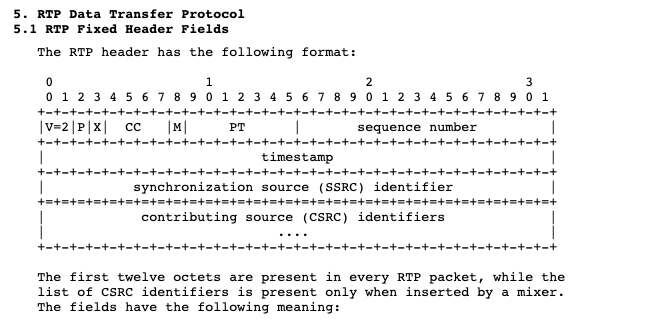 5. RTP Data Transfer Protocol
5.1 RTP Fixed Header Fields
The RTP header has the following format:
0                   1                   2                   3
0 1 2 3 4 5 6 7 8 9 0 1 2 3 4 5 6 7 8 9 0 1 2 3 4 5 6 7 8 9 0 1
+-+-+-+-+-+-+-+-+-+-+-+-+-+-+-+-+-+-+-+-+-+-+-+-+-+-+-+-+-+-+-+-+
|V=2|P|X|  CC   |M|     PT      |       sequence number         |
+-+-+-+-+-+-+-+-+-+-+-+-+-+-+-+-+-+-+-+-+-+-+-+-+-+-+-+-+-+-+-+-+
|                           timestamp                           |
+-+-+-+-+-+-+-+-+-+-+-+-+-+-+-+-+-+-+-+-+-+-+-+-+-+-+-+-+-+-+-+-+
|           synchronization source (SSRC) identifier            |
+=+=+=+=+=+=+=+=+=+=+=+=+=+=+=+=+=+=+=+=+=+=+=+=+=+=+=+=+=+=+=+=+
|            contributing source (CSRC) identifiers             |
|                             ....                              |
+-+-+-+-+-+-+-+-+-+-+-+-+-+-+-+-+-+-+-+-+-+-+-+-+-+-+-+-+-+-+-+-+
The first twelve octets are present in every RTP packet, while the
list of CSRC identifiers is present only when inserted by a mixer.
The fields have the following meaning: